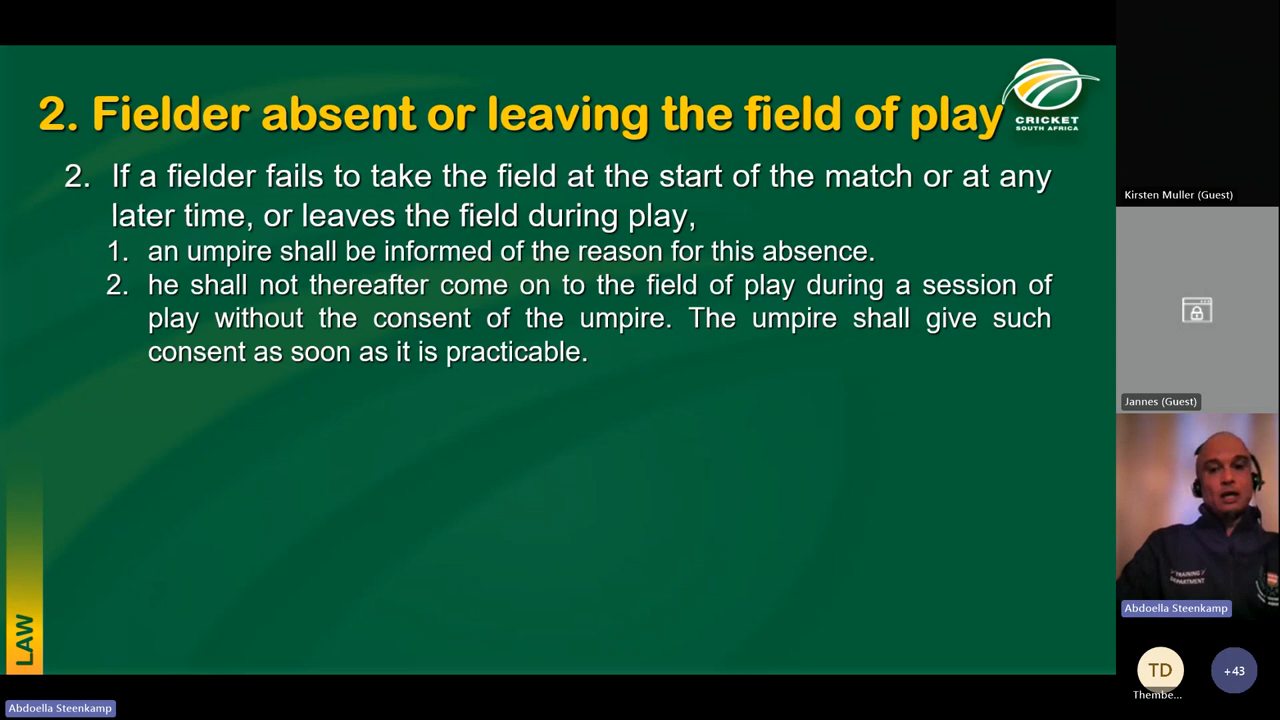 2. Fielder absent or leaving the field of play
CRICKET
SOUTH AFRICA
2. If a fielder fails to take the field at the start of the match or at any
later time, or leaves the field during play,
1. an umpire shall be informed of the reason for this absence.
2. he shall not thereafter come on to the field of play during a session of
play without the consent of the umpire. The umpire shall give such
consent as soon as it is practicable.
LAW
Abdoella Steenkamp
Kirsten Muller (Guest)
Jannes (Guest)
TRAINING
DEPARTMENT
Abdoella Steenkamp
TD
Thembe...
+43